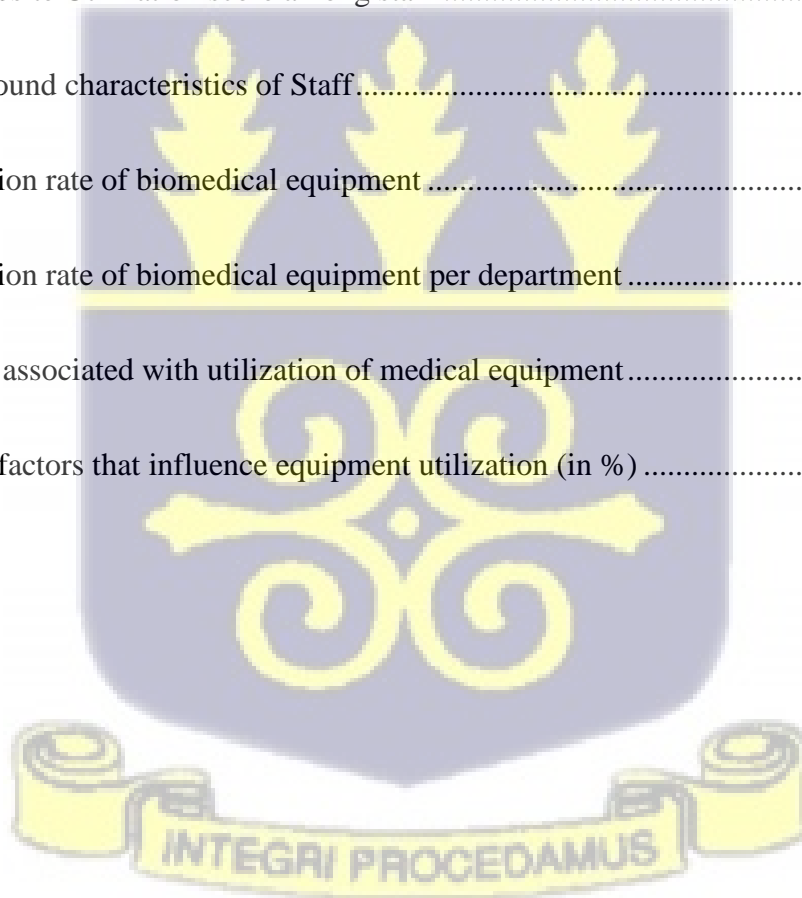 ound characteristics of Staff
ion rate of biomedical equipment
ion rate of biomedical equipment per department
associated with utilization of medical equipment
factors that influence equipment utilization (in %)
INTEGRI PROCEDAMUS